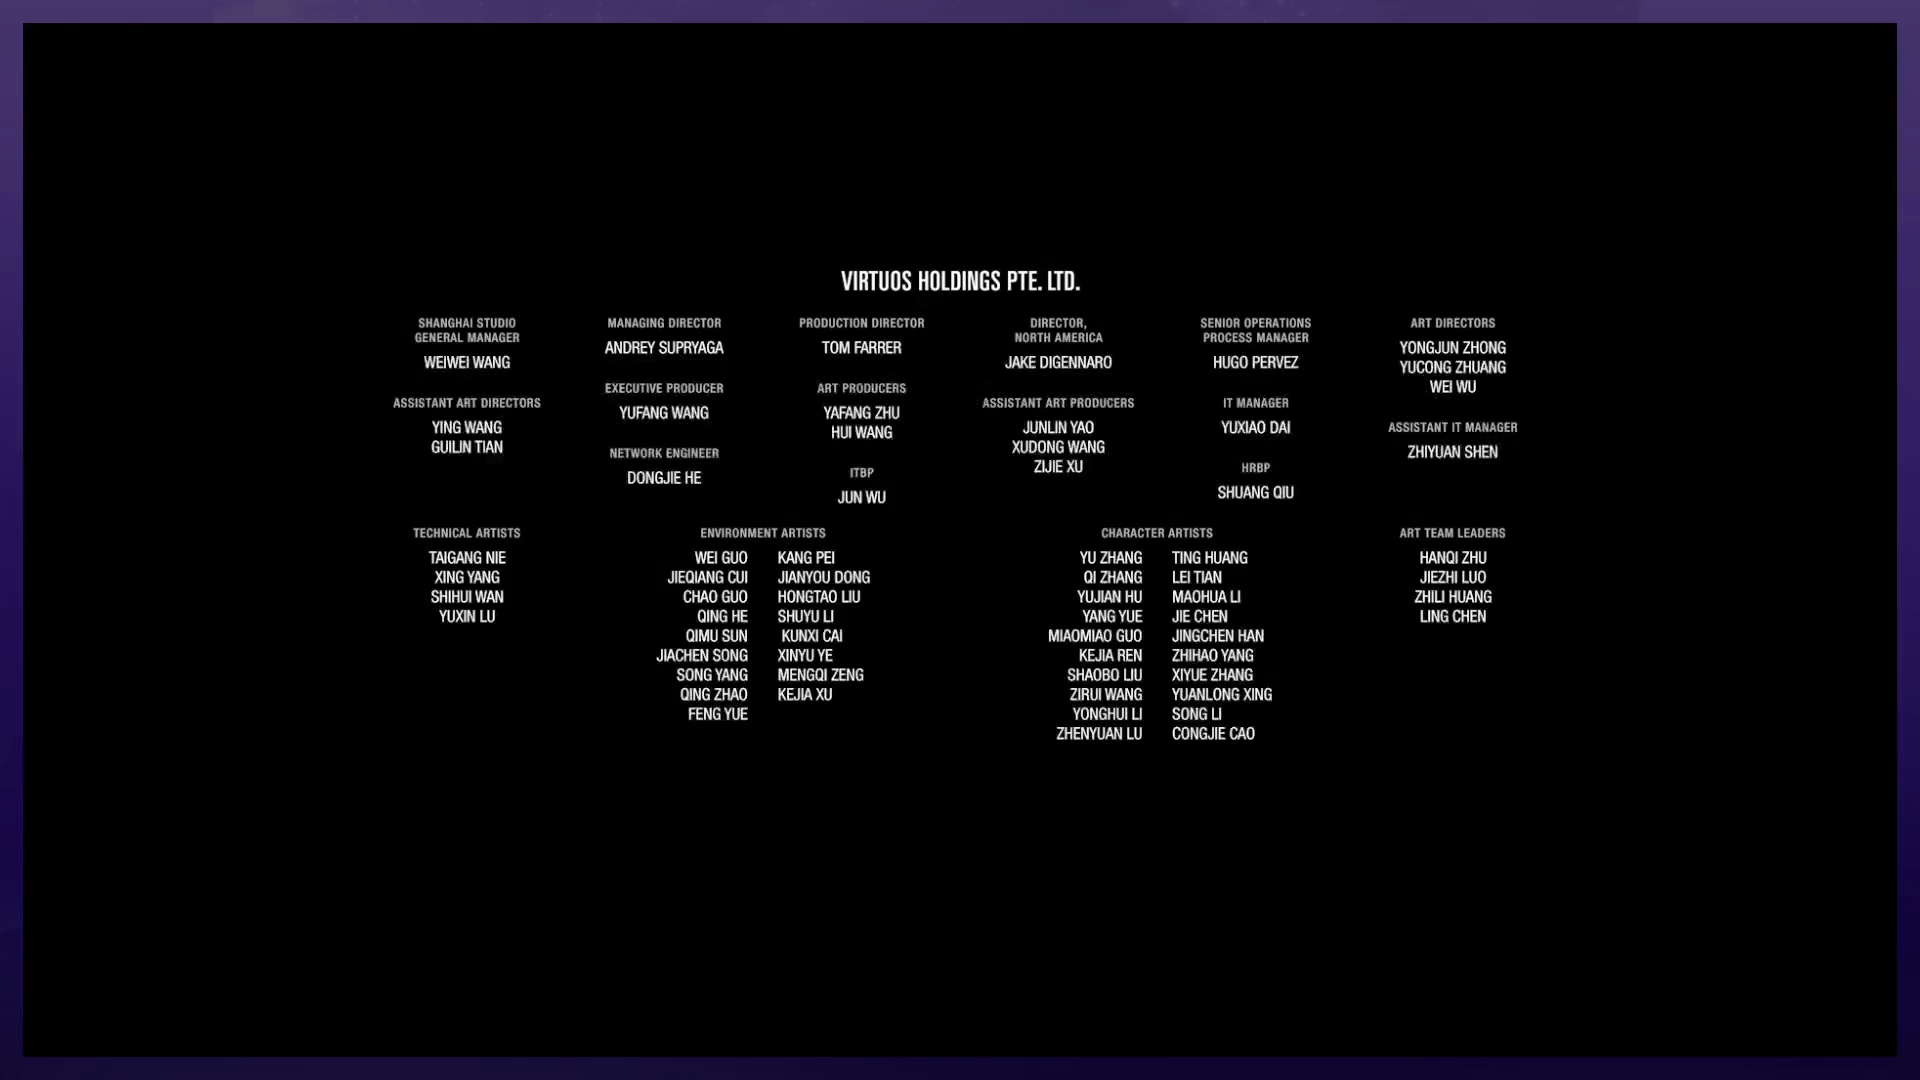 VIRTUOS HOLDINGS PTE. LTD.
SHANGHAI STUDIO
GENERAL MANAGER
WEIWEI WANG
ASSISTANT ART DIRECTORS
YING WANG
GUILIN TIAN
MANAGING DIRECTOR
ANDREY SUPRYAGA
EXECUTIVE PRODUCER
YUFANG WANG
NETWORK ENGINEER
DONGJIE HE
PRODUCTION DIRECTOR
TOM FARRER
ART PRODUCERS
YAFANG ZHU
HUI WANG
ITBP
JUN WU
DIRECTOR,
NORTH AMERICA
JAKE DIGENNARO
ASSISTANT ART PRODUCERS
JUNLIN YAO
XUDONG WANG
ZIJIE XU
SENIOR OPERATIONS
PROCESS MANAGER
HUGO PERVEZ
IT MANAGER
YUXIAO DAI
HRBP
SHUANG QIU
ART DIRECTORS
YONGJUN ZHONG
YUCONG ZHUANG
WEI WU
ASSISTANT IT MANAGER
ZHIYUAN SHEN
TECHNICAL ARTISTS
TAIGANG NIE
XING YANG
SHIHUI WAN
YUXIN LU
ENVIRONMENT ARTISTS
WEI GUO KANG PEI
JIEQIANG CUI JIANYOU DONG
CHAO GUO HONGTAO LIU
QING HE SHUYU LI
QIMU SUN KUNXI CAI
JIACHEN SONG XINYU YE
SONG YANG MENGQI ZENG
QING ZHAO KEJIA XU
FENG YUE
CHARACTER ARTISTS
YU ZHANG TING HUANG
QI ZHANG LEI TIAN
YUJIAN HU MAOHUA LI
YANG YUE JIE CHEN
MIAOMIAO GUO JINGCHEN HAN
KEJIA REN ZHIHAO YANG
SHAOBO LIU XIYUE ZHANG
ZIRUI WANG YUANLONG XING
YONGHUI LI SONG LI
ZHENYUAN LU CONGJIE CAO
ART TEAM LEADERS
HANQI ZHU
JIEZHI LUO
ZHILI HUANG
LING CHEN